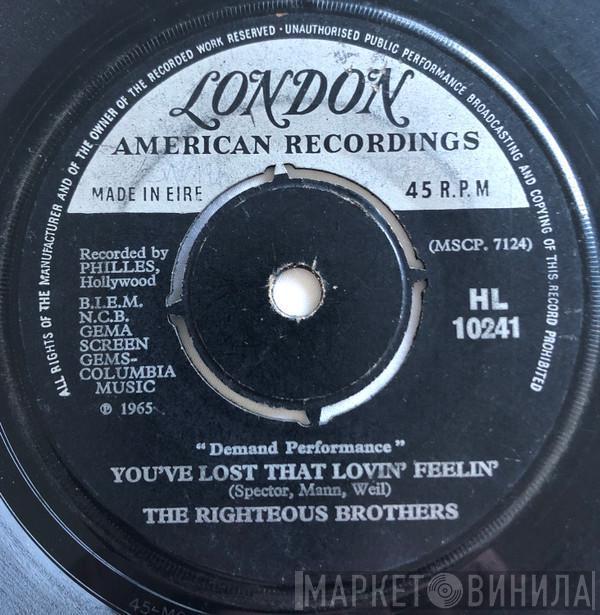 ALL RIGHTS OF THE MANUFACTURER AND OF THE OWNER OF THE RECORDED WORK RESERVED · UNAUTHORISED PUBLIC PERFORMANCE BROADCASTING AND COPYING OF THIS RECORD PROHIBITED
LONDON
AMERICAN RECORDINGS
MADE IN EIRE
45 R.P.M
Recorded by
PHILLES,
Hollywood
(MSCP. 7124)
B.I.E.M.
N.C.B.
GEMA
SCREEN
GEMS-
COLUMBIA
MUSIC
℗ 1965
HL
10241
"Demand Performance"
YOU'VE LOST THAT LOVIN' FEELIN'
(Spector, Mann, Weil)
THE RIGHTEOUS BROTHERS
МАРКЕТ ВИНИЛА